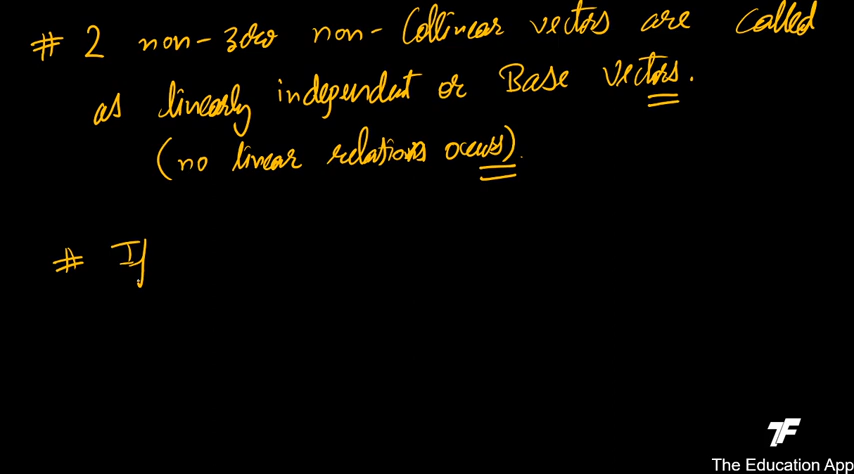 # 2 non-zero non-Collinear vectors are called
as linearly independent or Base vectors.
(no linear relations occurs).
# If
7F
The Education App